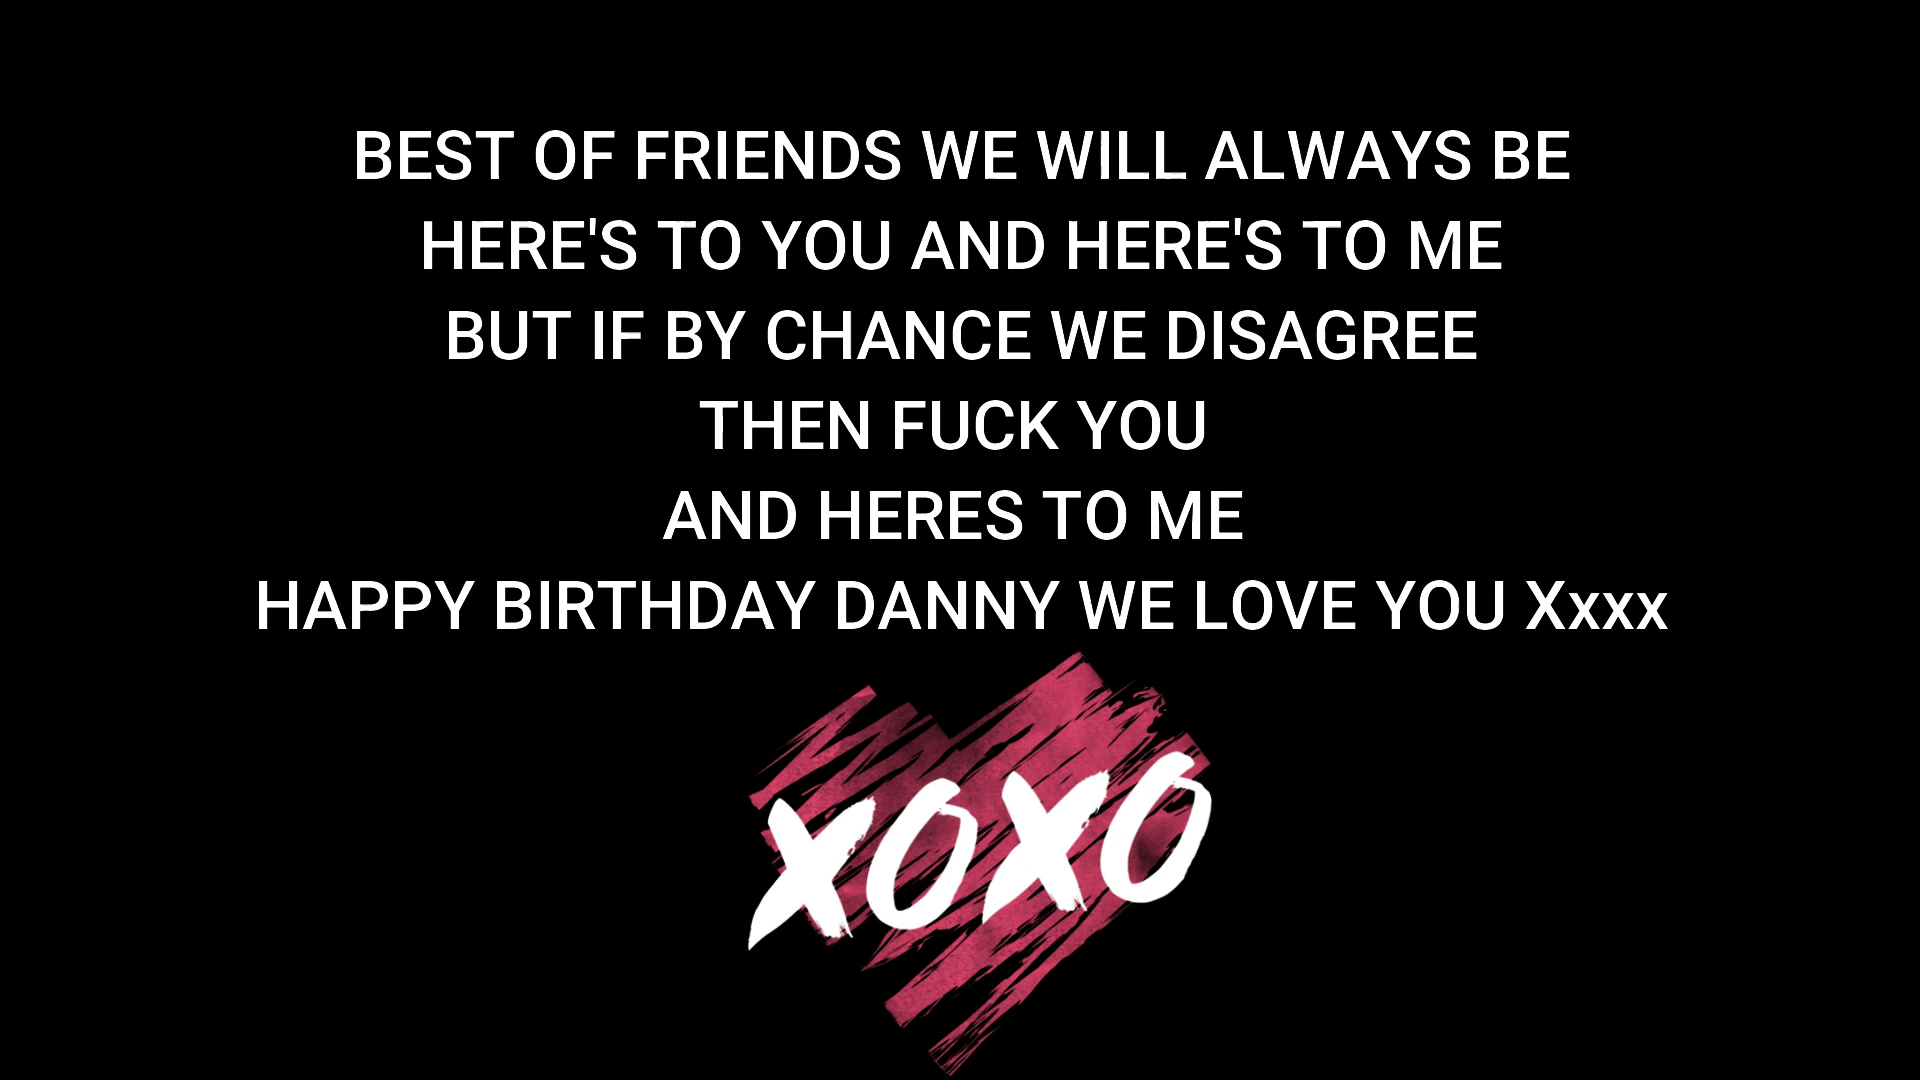 BEST OF FRIENDS WE WILL ALWAYS BE
HERE'S TO YOU AND HERE'S TO ME
BUT IF BY CHANCE WE DISAGREE
THEN FUCK YOU
AND HERES TO ME
HAPPY BIRTHDAY DANNY WE LOVE YOU Xxxx
XOXO